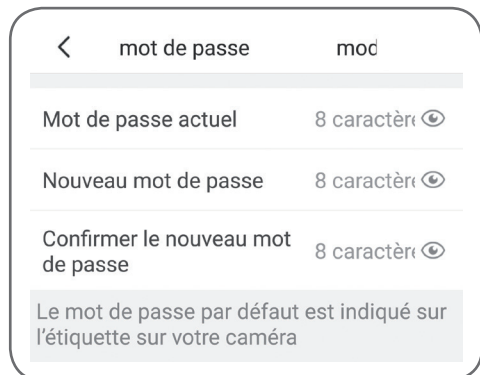 mot de passe mod
Mot de passe actuel 8 caractère
Nouveau mot de passe 8 caractère
Confirmer le nouveau mot
de passe 8 caractère
Le mot de passe par défaut est indiqué sur
l'étiquette sur votre caméra